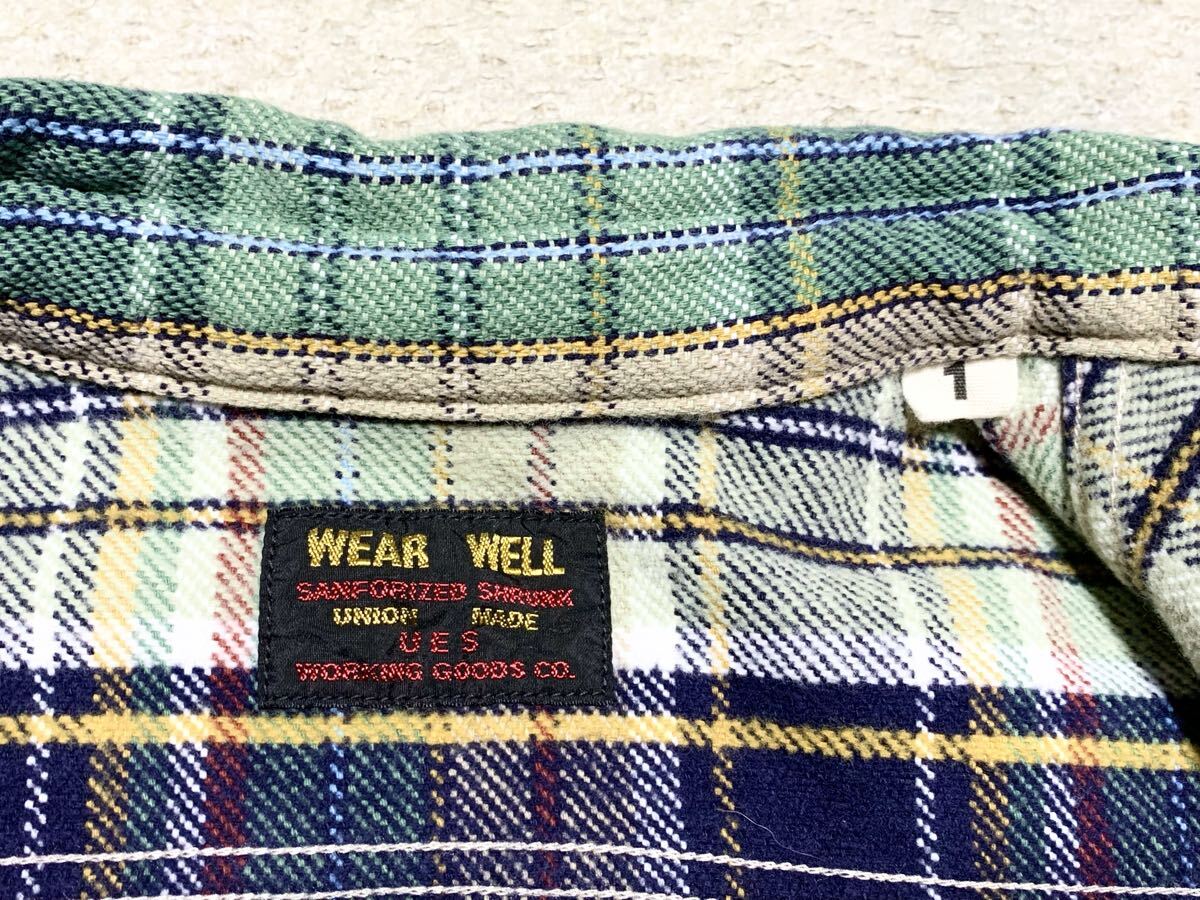 1
WEAR WELL
SANFORIZED SHRUNK
UNION MADE
UES
WORKING GOODS CO.